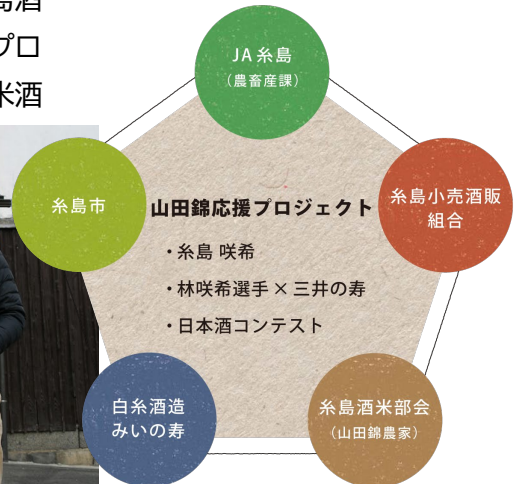 島酒
プロ
米酒
JA 糸島
（農畜産課）
糸島市
糸島小売酒販
組合
山田錦応援プロジェクト
・糸島 咲希
・林咲希選手 × 三井の寿
・日本酒コンテスト
白糸酒造
みいの寿
糸島酒米部会
（山田錦農家）